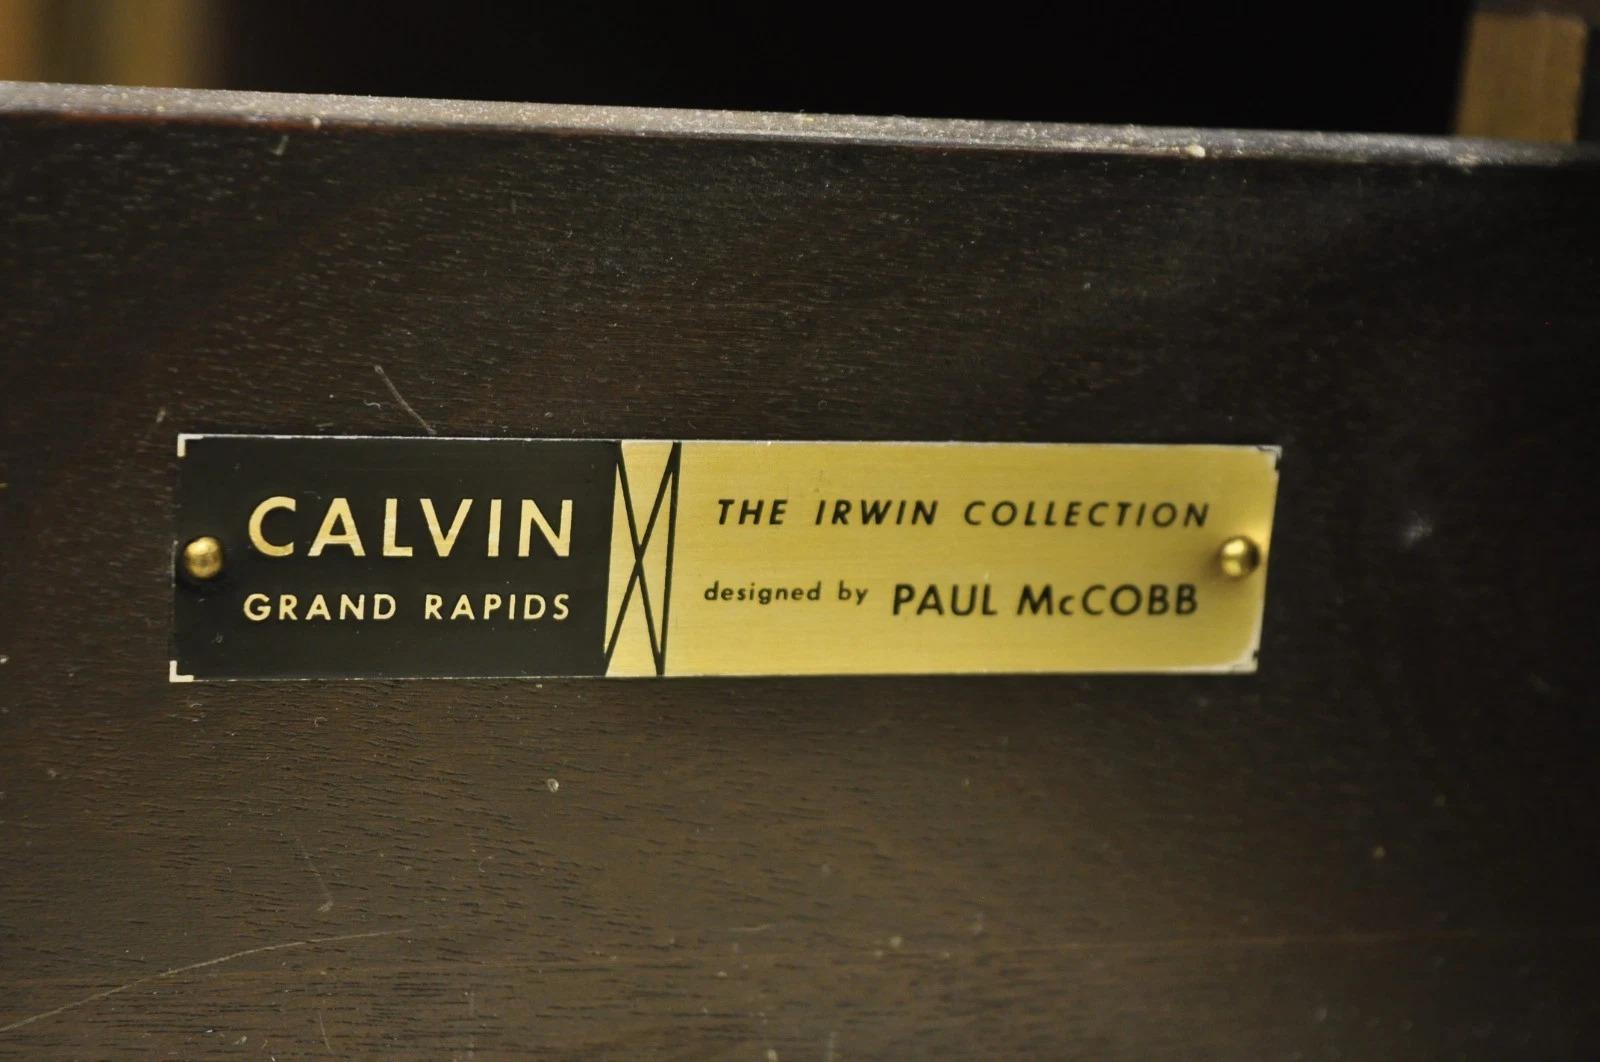 CALVIN
GRAND RAPIDS
THE IRWIN COLLECTION
designed by PAUL McCOBB